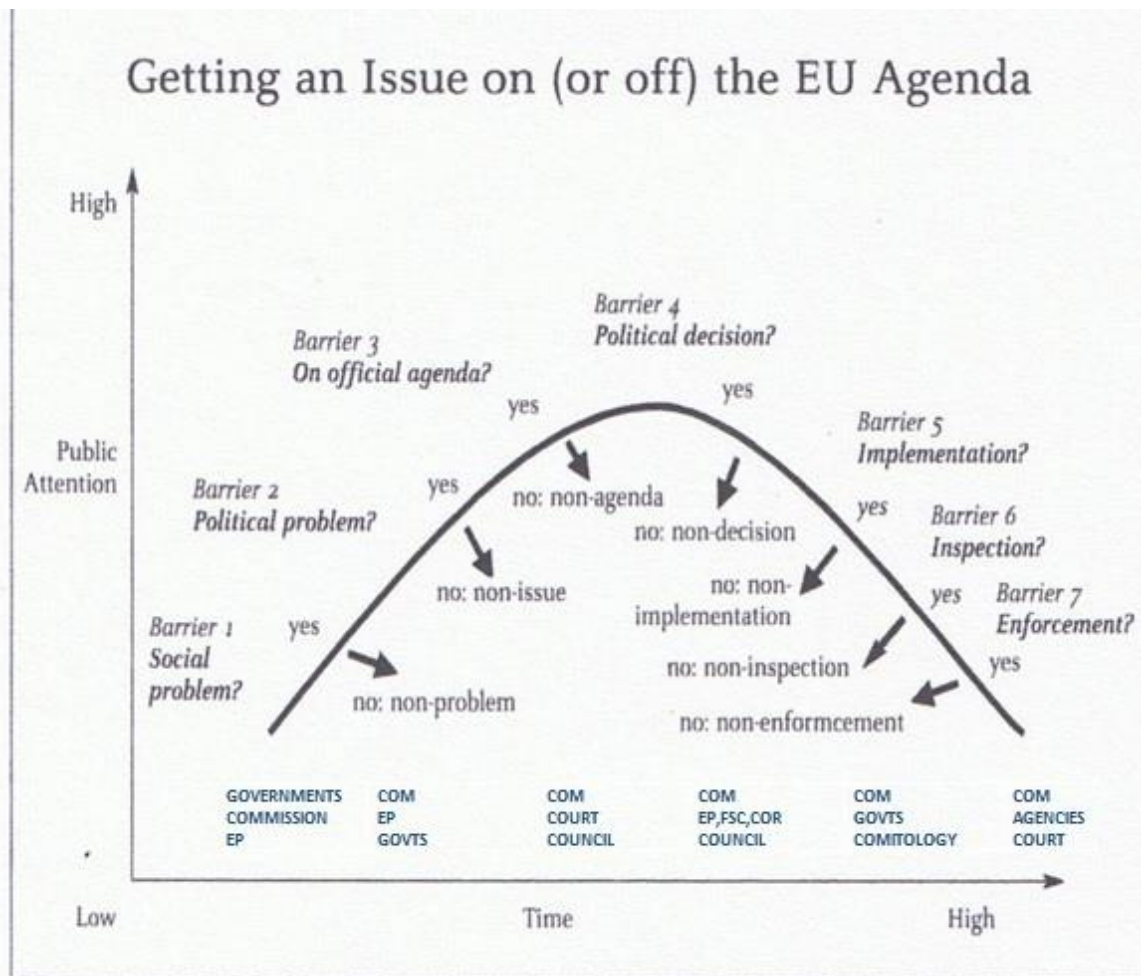 Getting an Issue on (or off) the EU Agenda
High
Barrier 4
Political decision?
Barrier 3
On official agenda?
yes
yes
Barrier 5
Implementation?
Public
Attention
Barrier 2
Political problem?
yes
no: non-agenda
no: non-decision
yes
Barrier 6
Inspection?
no: non-issue
no: non-
implementation
yes
Barrier 7
Enforcement?
Barrier 1
Social
problem?
yes
no: non-inspection
yes
no: non-problem
no: non-enformcement
GOVERNMENTS COM COM COM COM COM
COMMISSION EP COURT EP,FSC,COR GOVTS AGENCIES
EP GOVTS COUNCIL COUNCIL COMITOLOGY COURT
Low Time High